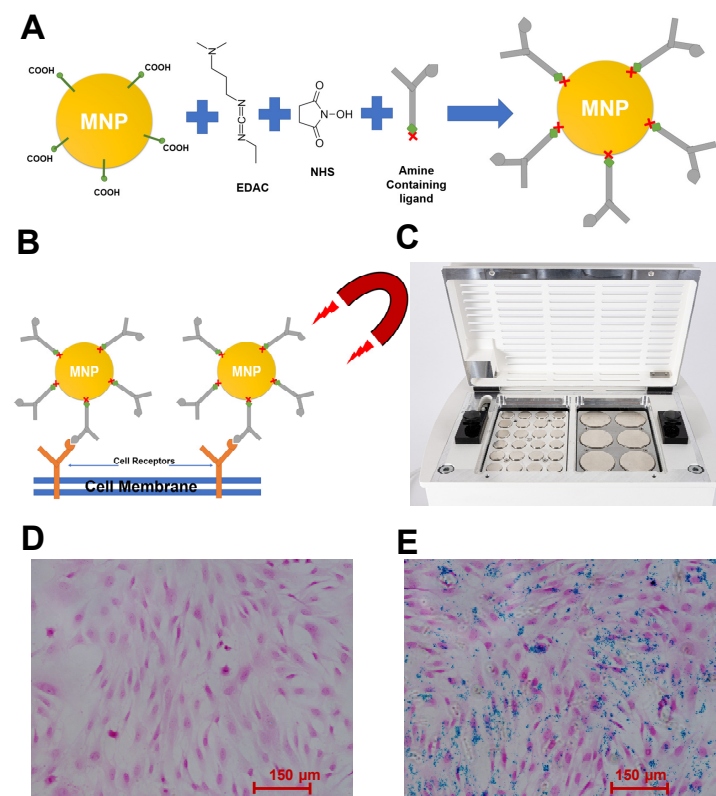 A
COOH
COOH
COOH
COOH
COOH
MNP
N
N=C=N
EDAC
O
N-OH
O
NHS
Amine
Containing
ligand
MNP
B
MNP
MNP
Cell Receptors
Cell Membrane
C
D
150 µm
E
150 µm